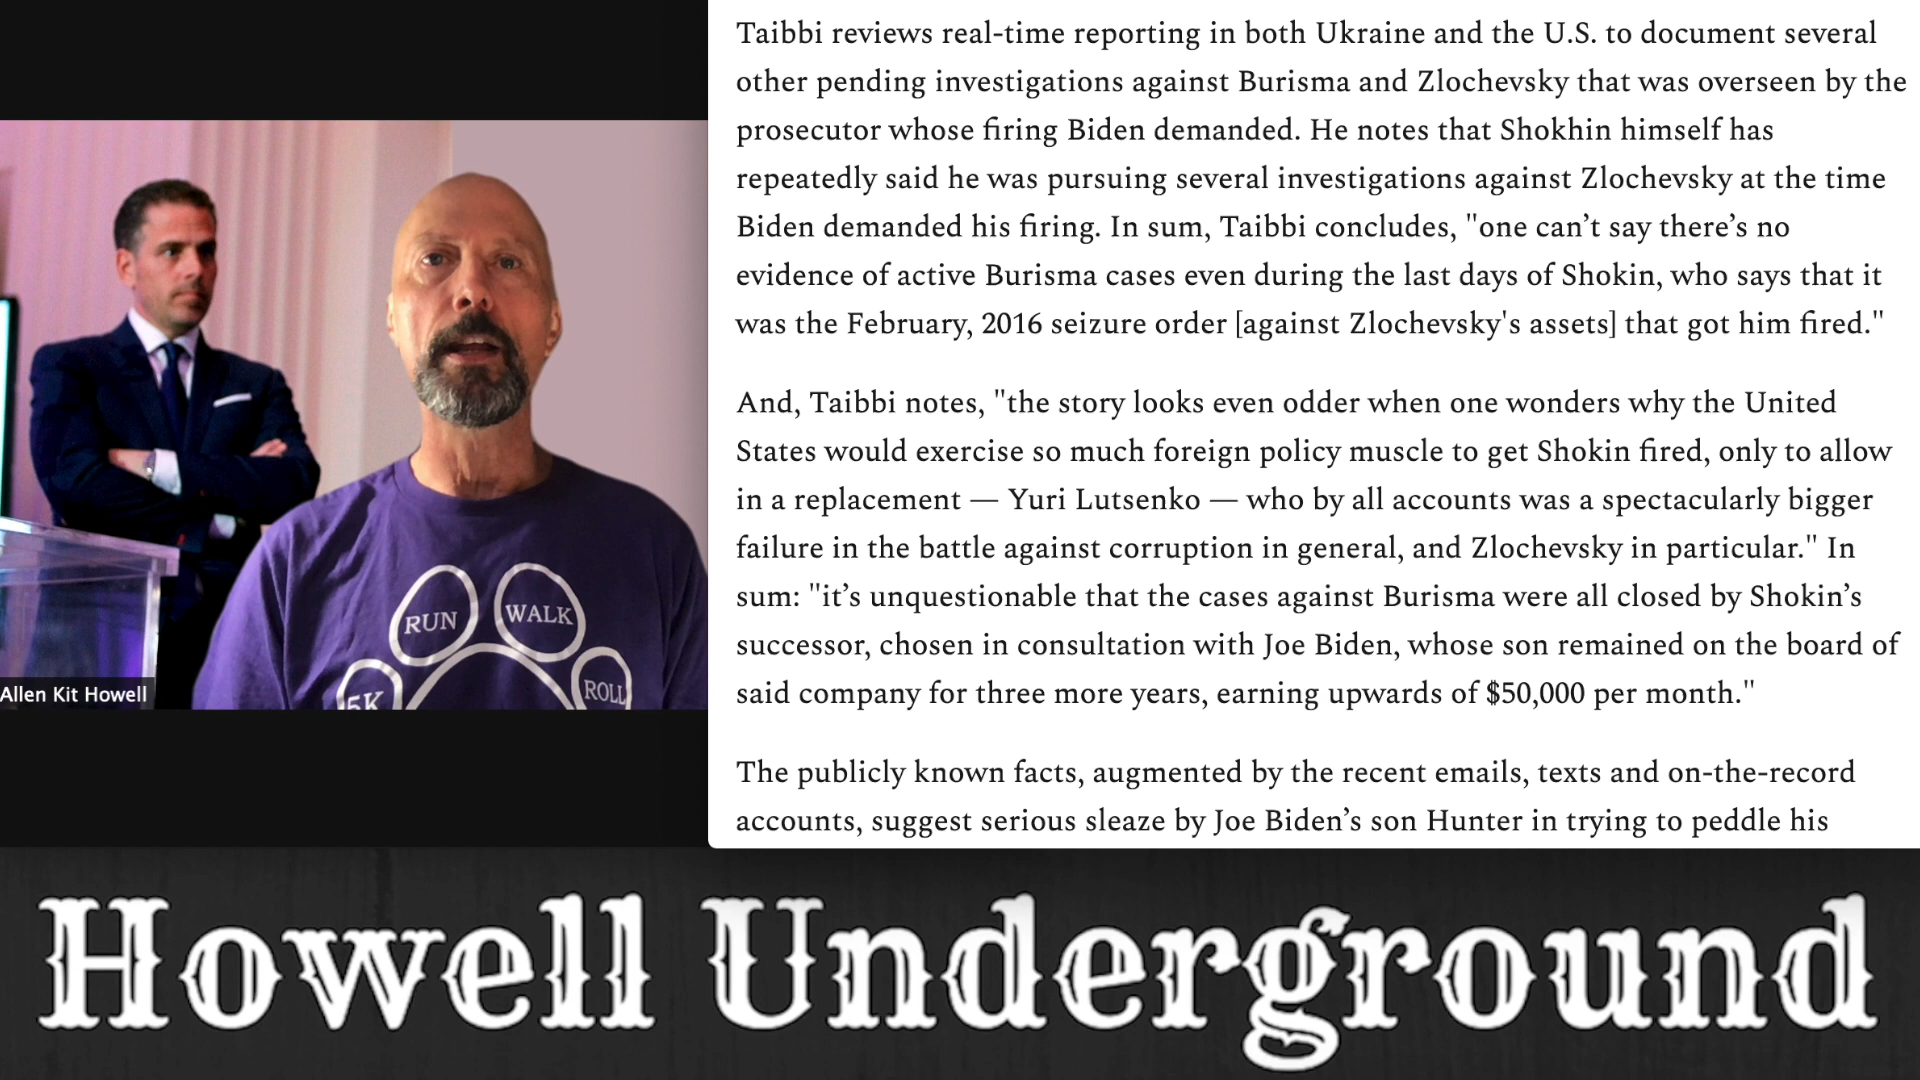 Taibbi reviews real-time reporting in both Ukraine and the U.S. to document several
other pending investigations against Burisma and Zlochevsky that was overseen by the
prosecutor whose firing Biden demanded. He notes that Shokhin himself has
repeatedly said he was pursuing several investigations against Zlochevsky at the time
Biden demanded his firing. In sum, Taibbi concludes, "one can’t say there’s no
evidence of active Burisma cases even during the last days of Shokin, who says that it
was the February, 2016 seizure order [against Zlochevsky's assets] that got him fired."
And, Taibbi notes, "the story looks even odder when one wonders why the United
States would exercise so much foreign policy muscle to get Shokin fired, only to allow
in a replacement — Yuri Lutsenko — who by all accounts was a spectacularly bigger
failure in the battle against corruption in general, and Zlochevsky in particular." In
sum: "it’s unquestionable that the cases against Burisma were all closed by Shokin’s
successor, chosen in consultation with Joe Biden, whose son remained on the board of
said company for three more years, earning upwards of $50,000 per month."
The publicly known facts, augmented by the recent emails, texts and on-the-record
accounts, suggest serious sleaze by Joe Biden’s son Hunter in trying to peddle his
5K
RUN
WALK
ROLL
Allen Kit Howell
Howell Underground